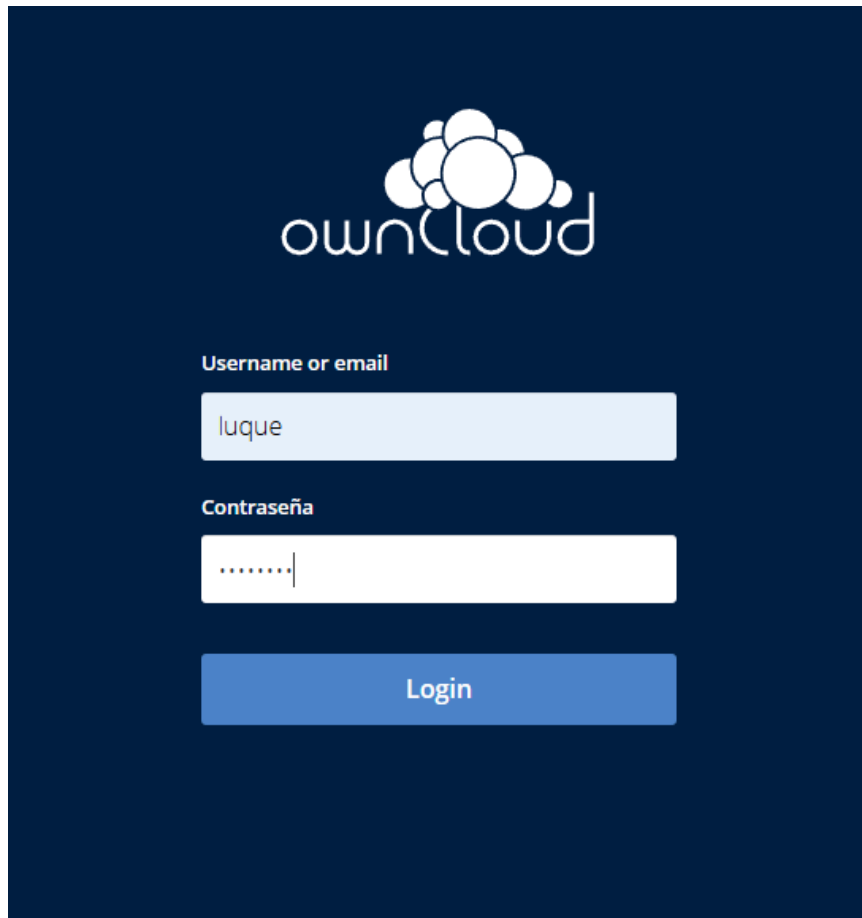 ownCloud
Username or email
luque
Contraseña
••••••••
Login